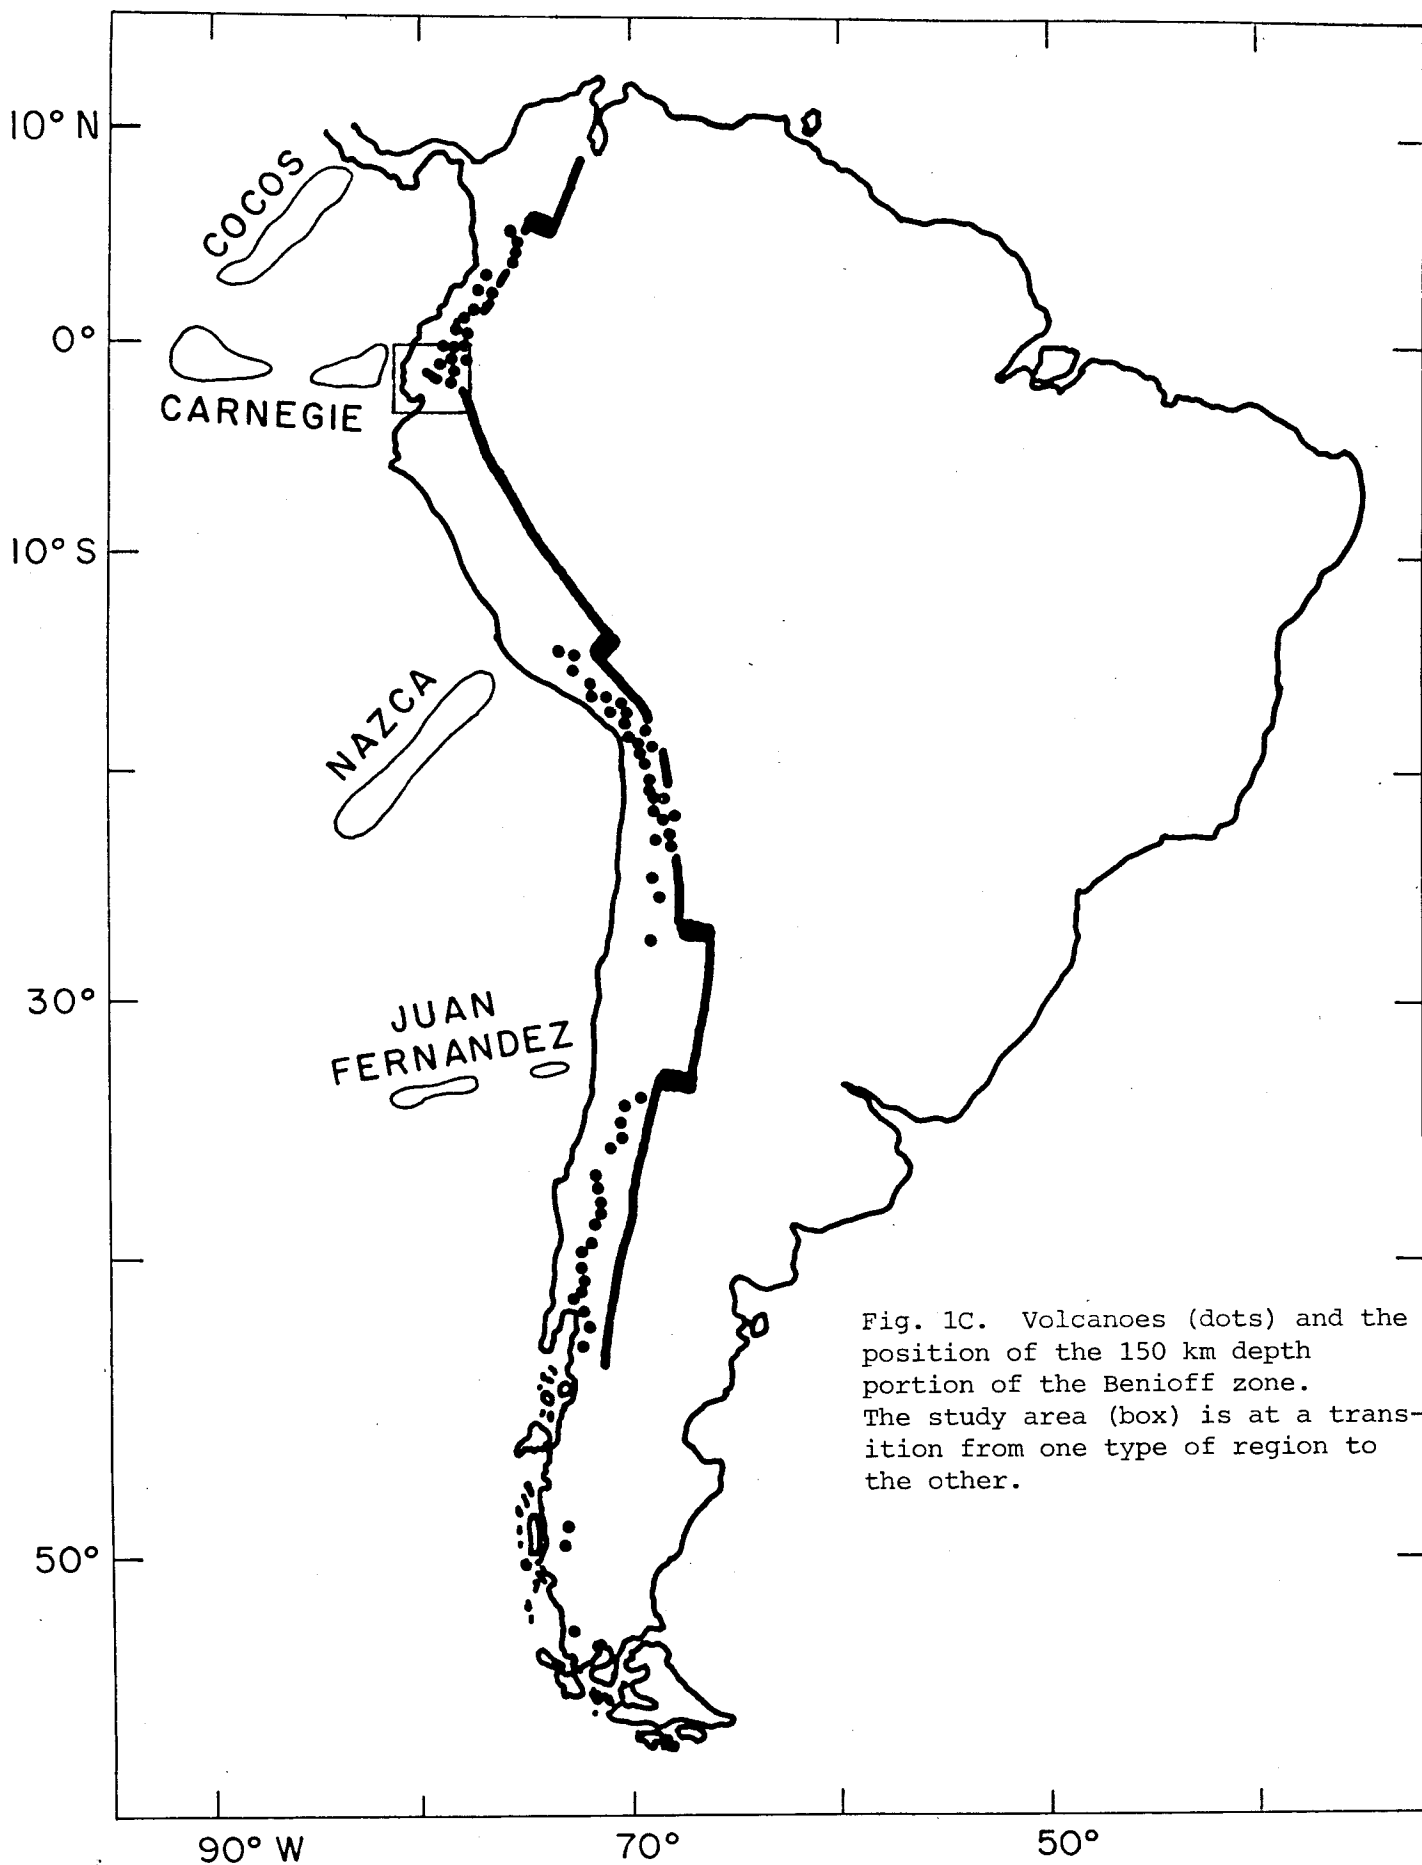 10° N
COCOS
0°
CARNEGIE
10° S
NAZCA
30°
JUAN
FERNANDEZ
50°
90° W
70°
50°
Fig. 1C. Volcanoes (dots) and the
position of the 150 km depth
portion of the Benioff zone.
The study area (box) is at a trans-
ition from one type of region to
the other.